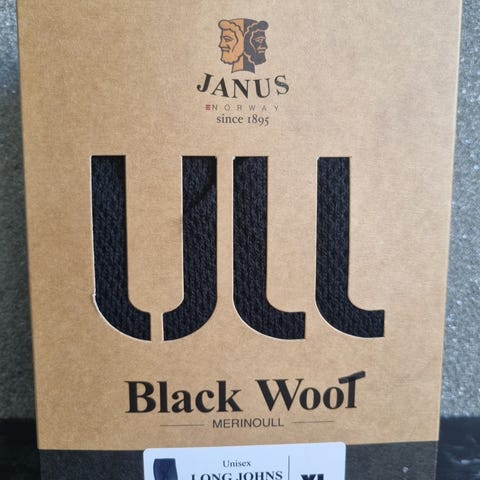 JANUS
NORWAY
since 1895
ULL
Black Wool
MERINOULL
Unisex
LONG JOHNS
XL